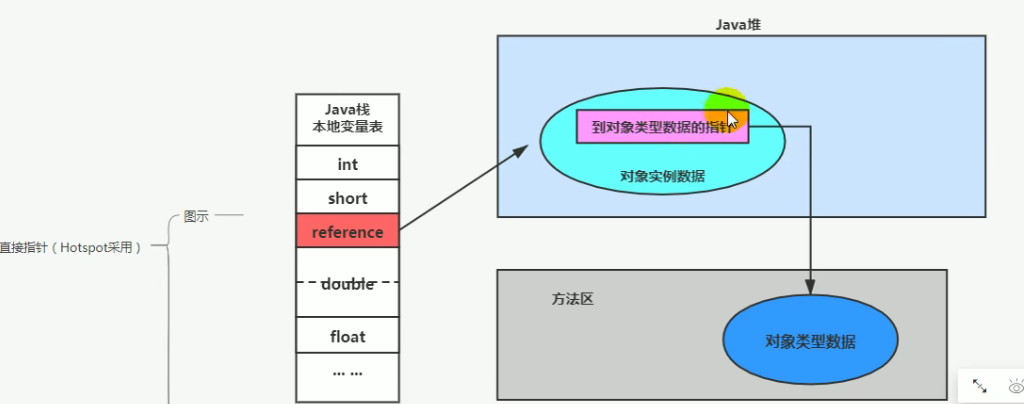 Java堆
Java栈
本地变量表
int
short
reference
double
float
... ...
到对象类型数据的指针
对象实例数据
图示
直接指针（Hotspot采用）
方法区
对象类型数据